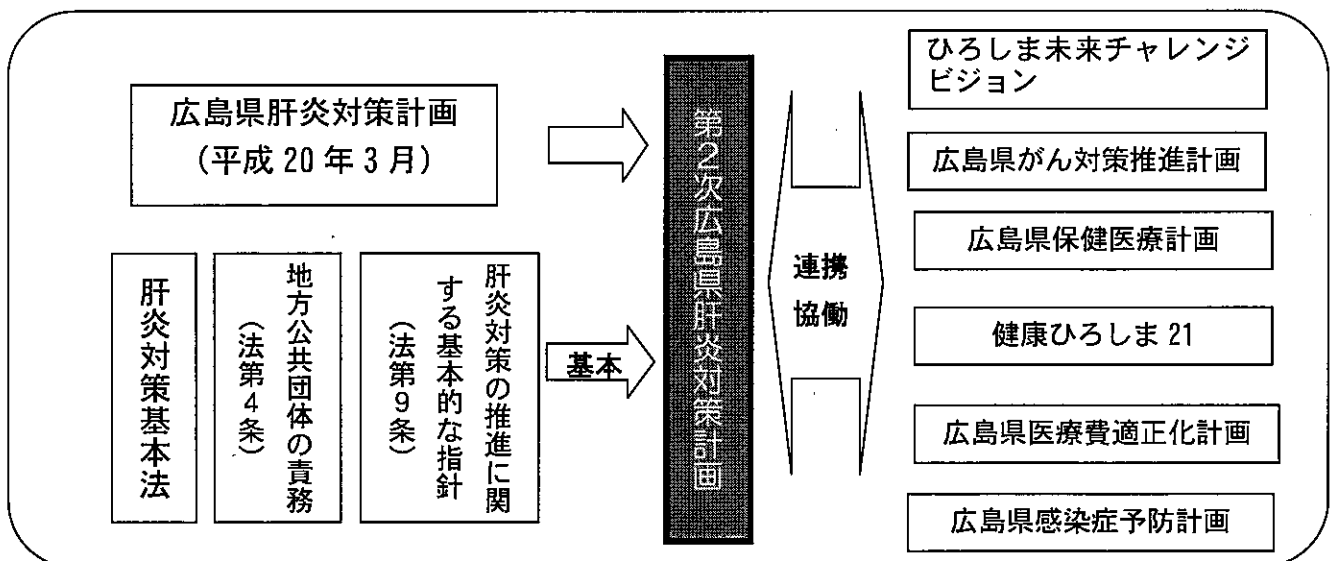 広島県肝炎対策計画
（平成 20 年 3 月）
肝炎対策基本法
地方公共団体の責務
（法第4条）
肝炎対策の推進に関
する基本的な指針
（法第9条）
基本
第２次広島県肝炎対策計画
連携
協働
ひろしま未来チャレンジ
ビジョン
広島県がん対策推進計画
広島県保健医療計画
健康ひろしま 21
広島県医療費適正化計画
広島県感染症予防計画